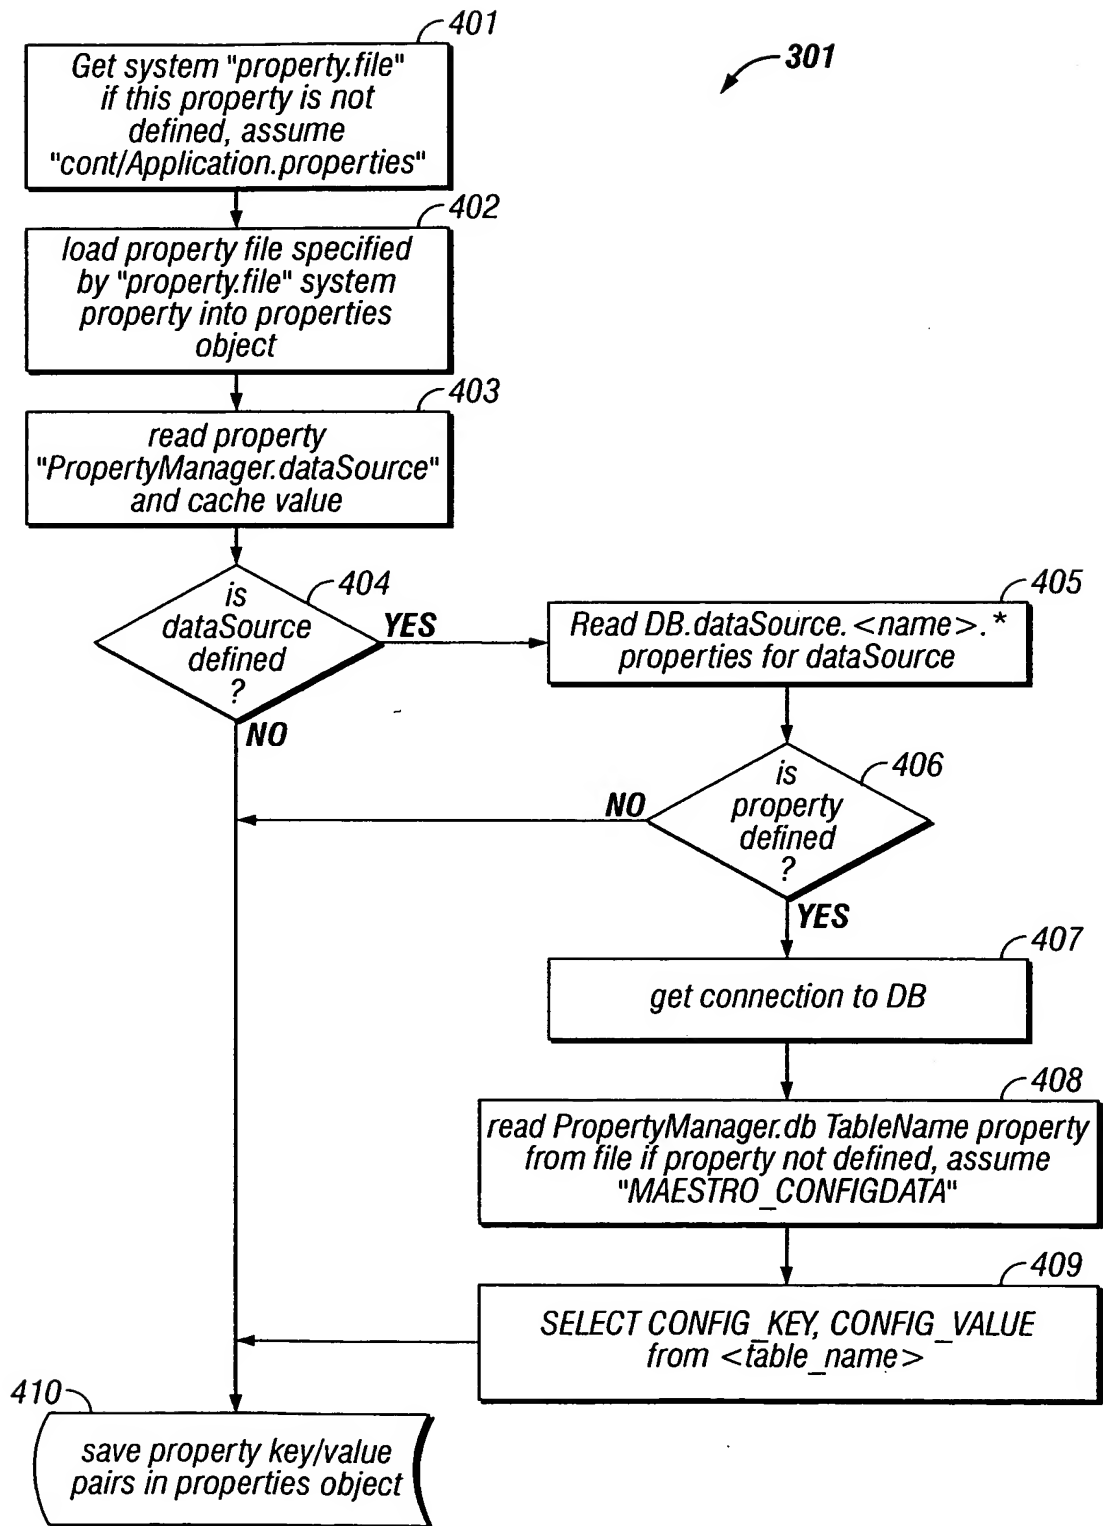 401
Get system "property.file"
if this property is not
defined, assume
"cont/Application.properties"
301
402
load property file specified
by "property.file" system
property into properties
object
403
read property
"PropertyManager.dataSource"
and cache value
404
is
dataSource
defined
?
YES
NO
405
Read DB.dataSource.<name>.*
properties for dataSource
406
is
property
defined
?
NO
YES
407
get connection to DB
408
read PropertyManager.db TableName property
from file if property not defined, assume
"MAESTRO_CONFIGDATA"
409
SELECT CONFIG_KEY, CONFIG_VALUE
from <table_name>
410
save property key/value
pairs in properties object